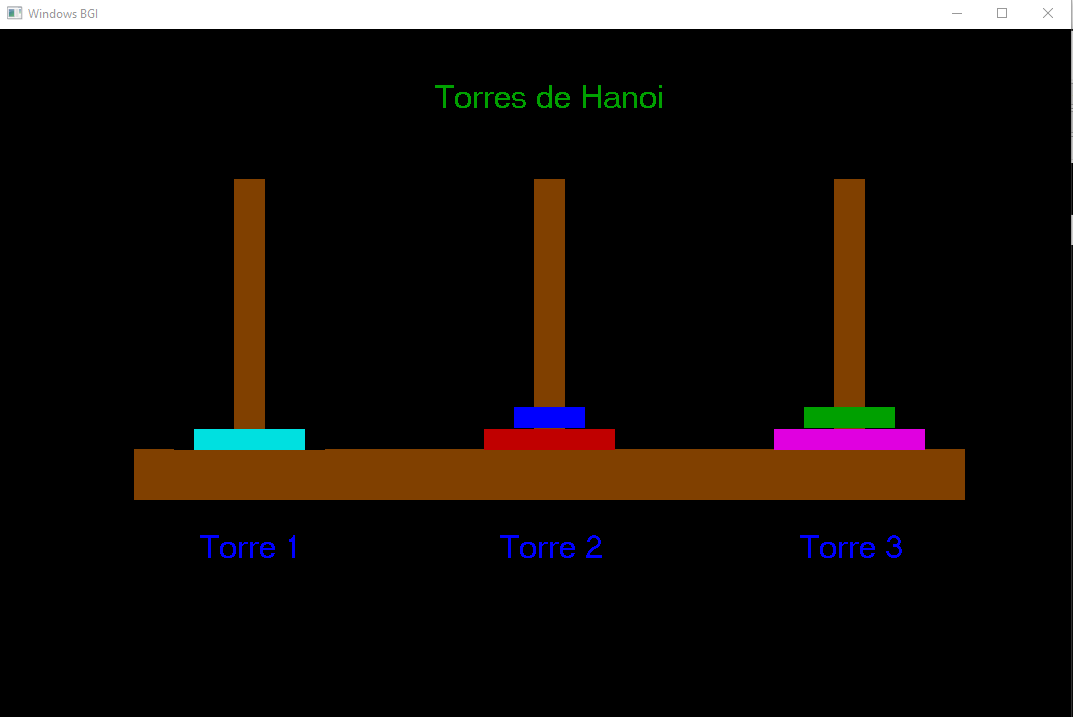 Windows BGI
Torres de Hanoi
Torre 1
Torre 2
Torre 3